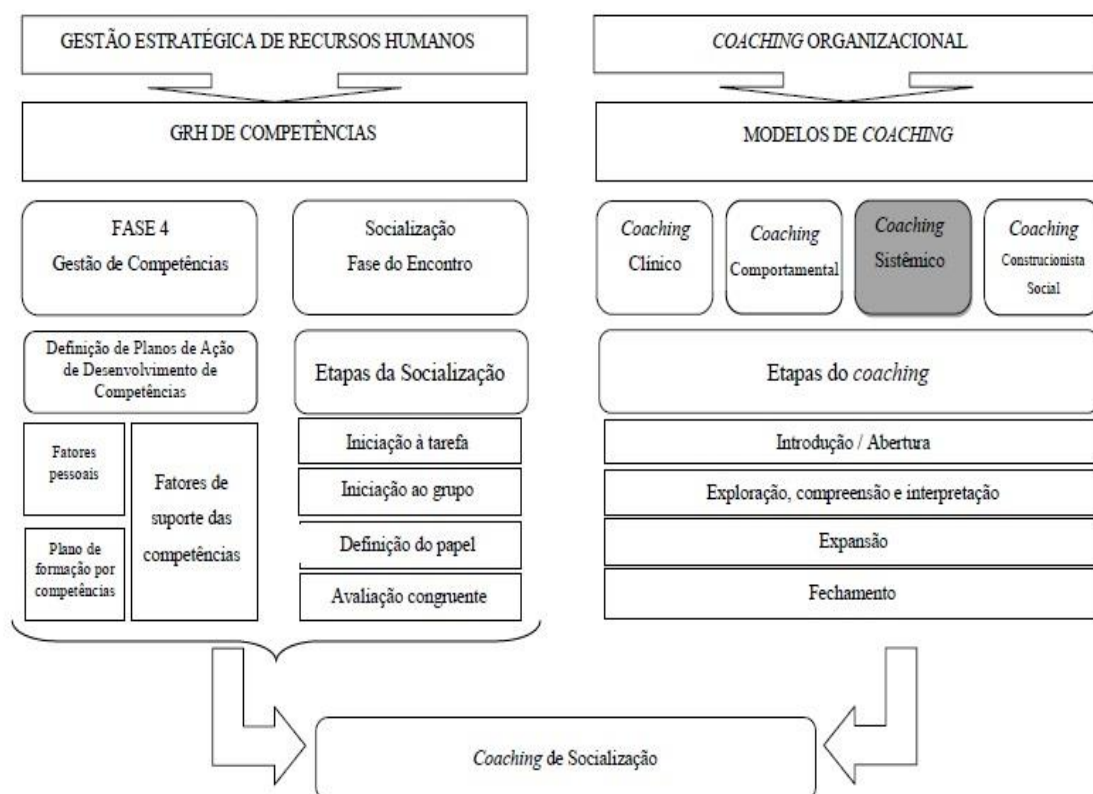 GESTÃO ESTRATÉGICA DE RECURSOS HUMANOS
GRH DE COMPETÊNCIAS
FASE 4
Gestão de Competências
Socialização
Fase do Encontro
Definição de Planos de Ação
de Desenvolvimento de
Competências
Etapas da Socialização
Fatores
pessoais
Plano de
formação por
competências
Fatores de
suporte das
competências
Iniciação à tarefa
Iniciação ao grupo
Definição do papel
Avaliação congruente
COACHING ORGANIZACIONAL
MODELOS DE COACHING
Coaching
Clínico
Coaching
Comportamental
Coaching
Sistêmico
Coaching
Construcionista
Social
Etapas do coaching
Introdução / Abertura
Exploração, compreensão e interpretação
Expansão
Fechamento
Coaching de Socialização